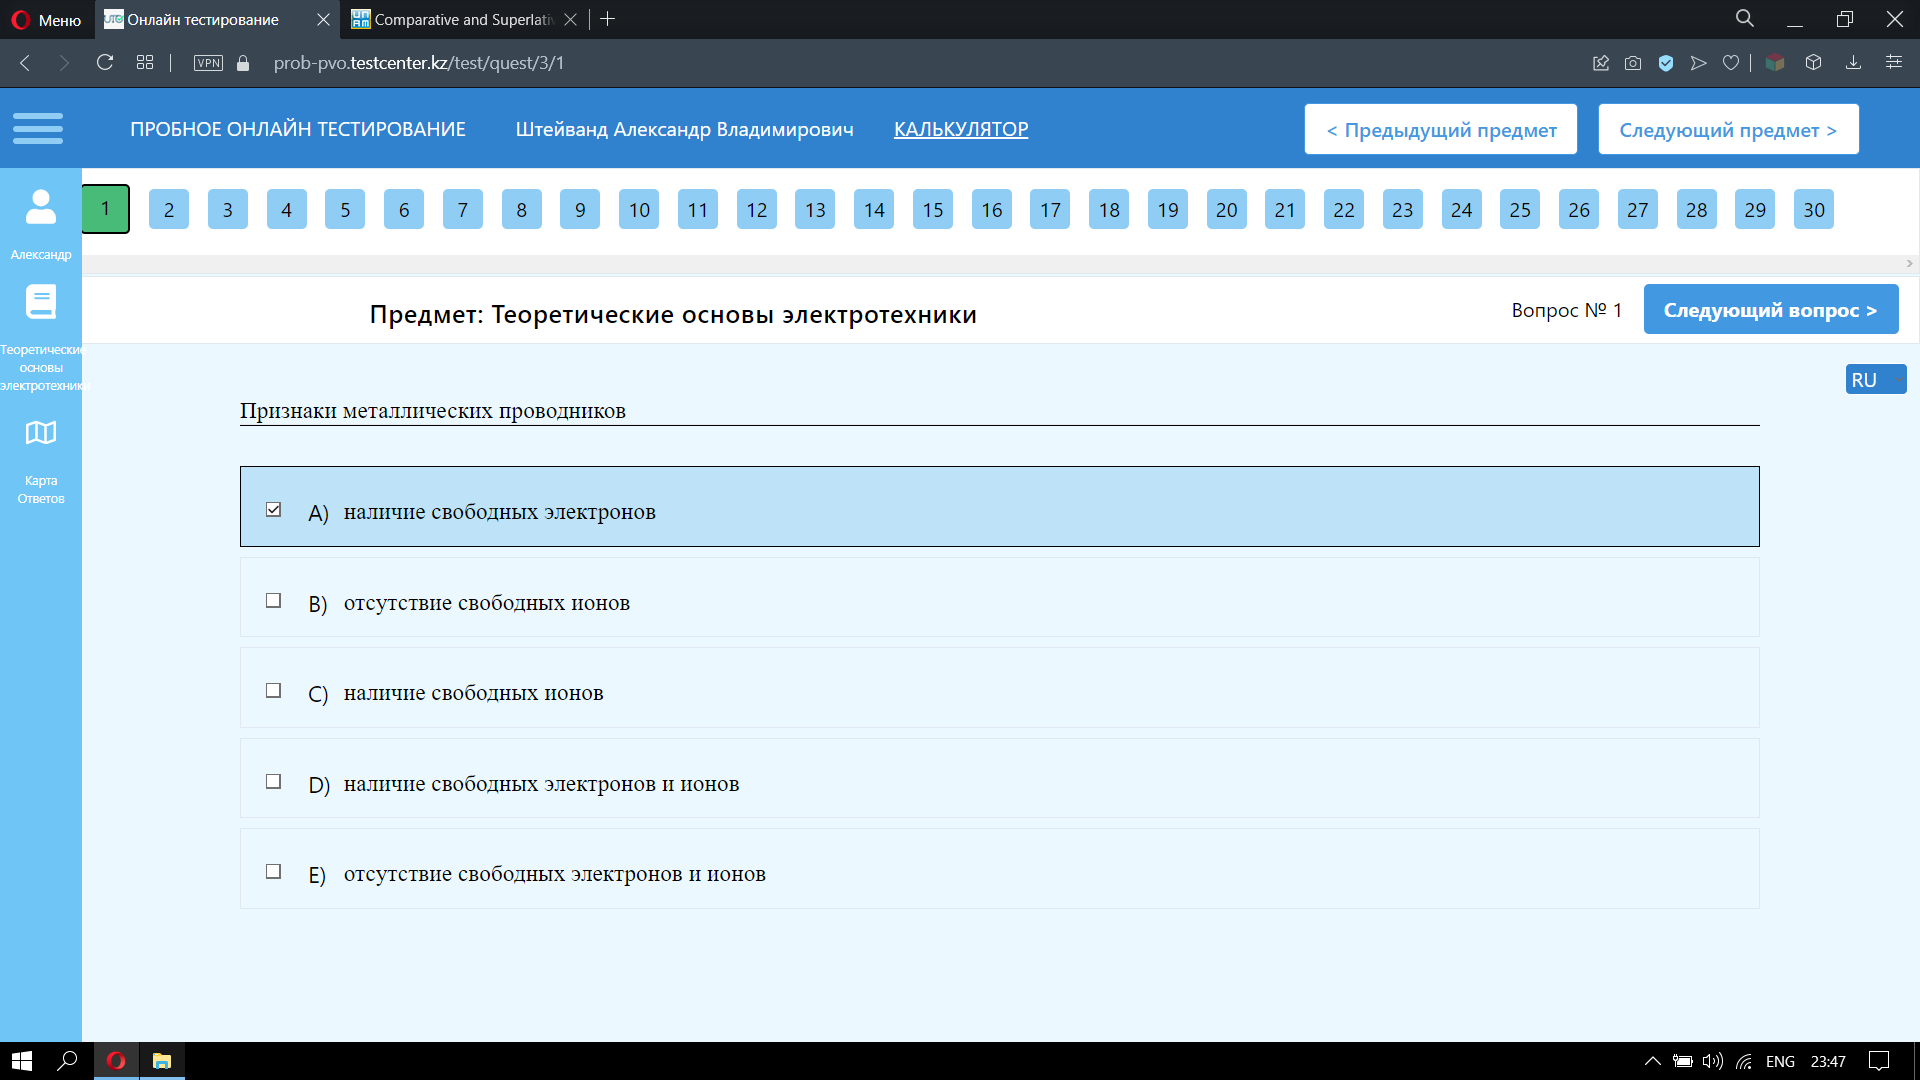 Меню
Онлайн тестирование
Comparative and Superlativ
VPN
prob-pvo.testcenter.kz/test/quest/3/1
ПРОБНОЕ ОНЛАЙН ТЕСТИРОВАНИЕ
Штейванд Александр Владимирович
КАЛЬКУЛЯТОР
< Предыдущий предмет
Следующий предмет >
1 2 3 4 5 6 7 8 9 10 11 12 13 14 15 16 17 18 19 20 21 22 23 24 25 26 27 28 29 30
Александр
Теоретические
основы
электротехники
Карта
Ответов
Предмет: Теоретические основы электротехники
Вопрос № 1
Следующий вопрос >
RU
Признаки металлических проводников
A) наличие свободных электронов
B) отсутствие свободных ионов
C) наличие свободных ионов
D) наличие свободных электронов и ионов
E) отсутствие свободных электронов и ионов
ENG
23:47